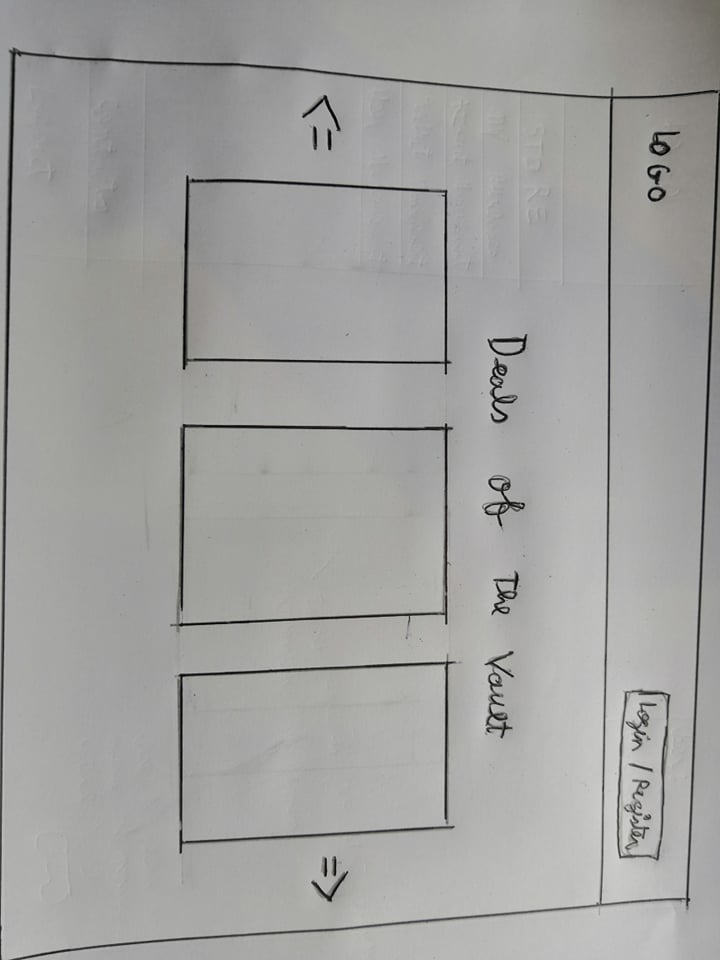 LOGO
Login / Register
Deals of The Vault
<=
=>